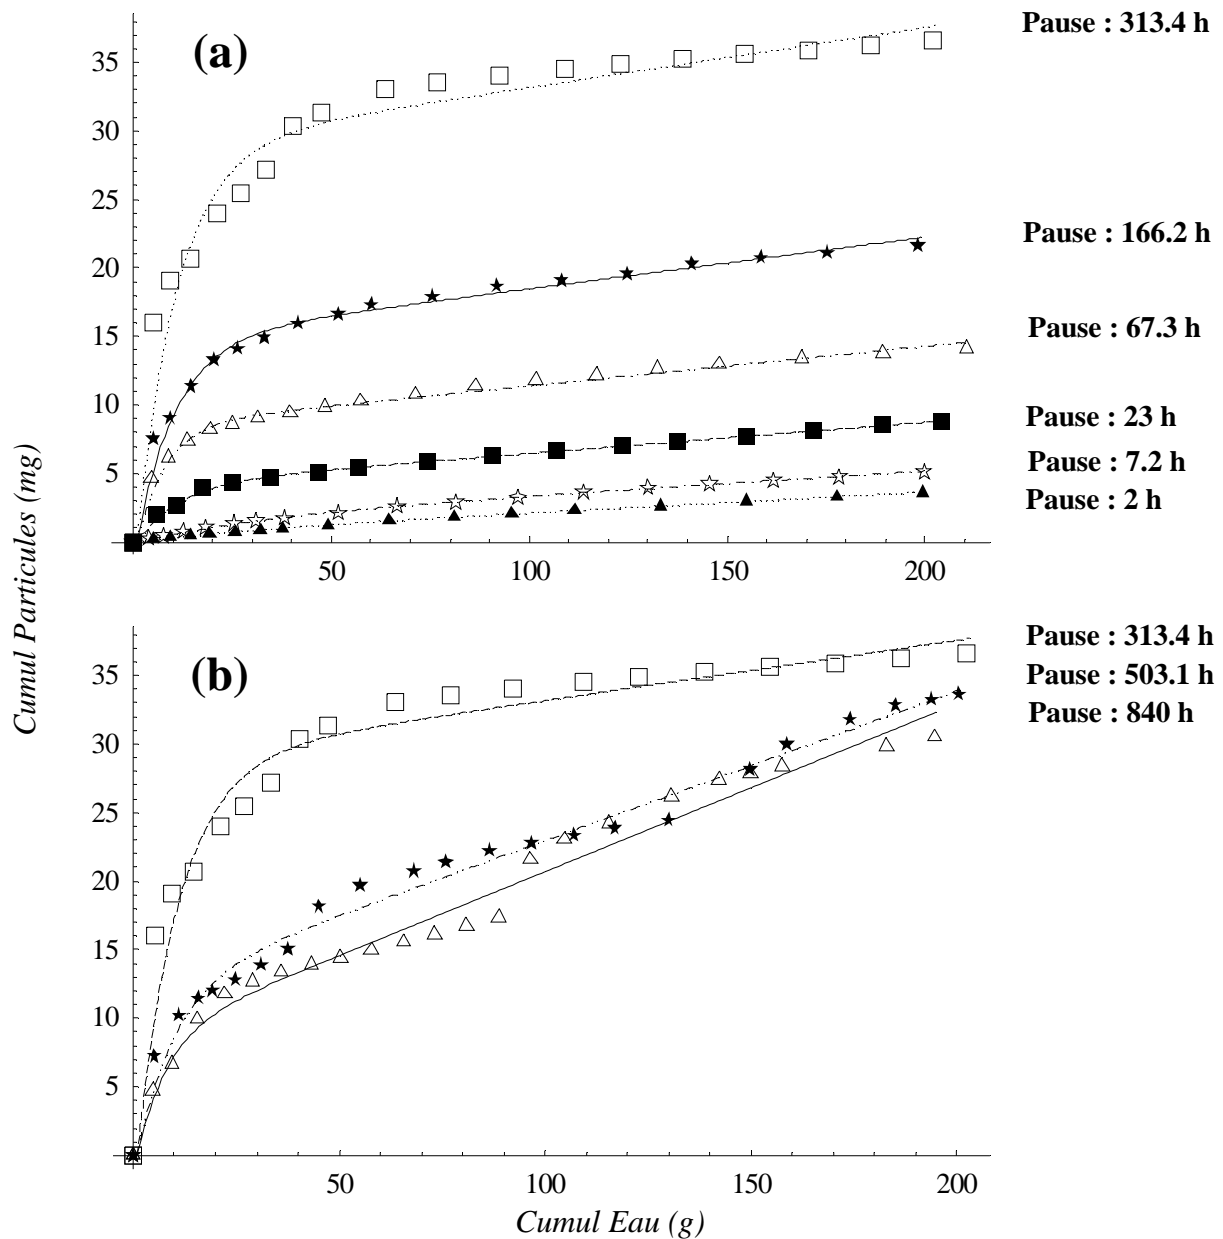 (a)
35
30
25
20
15
10
5
50 100 150 200
Pause : 313.4 h
Pause : 166.2 h
Pause : 67.3 h
Pause : 23 h
Pause : 7.2 h
Pause : 2 h
Cumul Particules (mg)
(b)
35
30
25
20
15
10
5
50 100 150 200
Pause : 313.4 h
Pause : 503.1 h
Pause : 840 h
Cumul Eau (g)